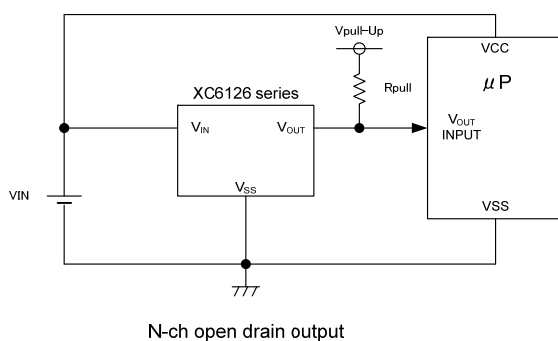 Vpull-Up
VCC
XC6126 series
Rpull
μP
VIN
VOUT
VOUT
INPUT
VIN
VSS
VSS
N-ch open drain output